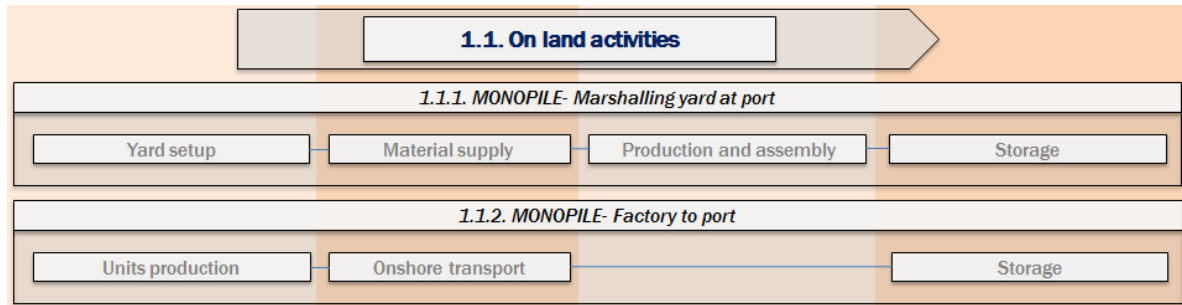 1.1. On land activities
1.1.1. MONOPILE- Marshalling yard at port
Yard setup
Material supply
Production and assembly
Storage
1.1.2. MONOPILE- Factory to port
Units production
Onshore transport
Storage